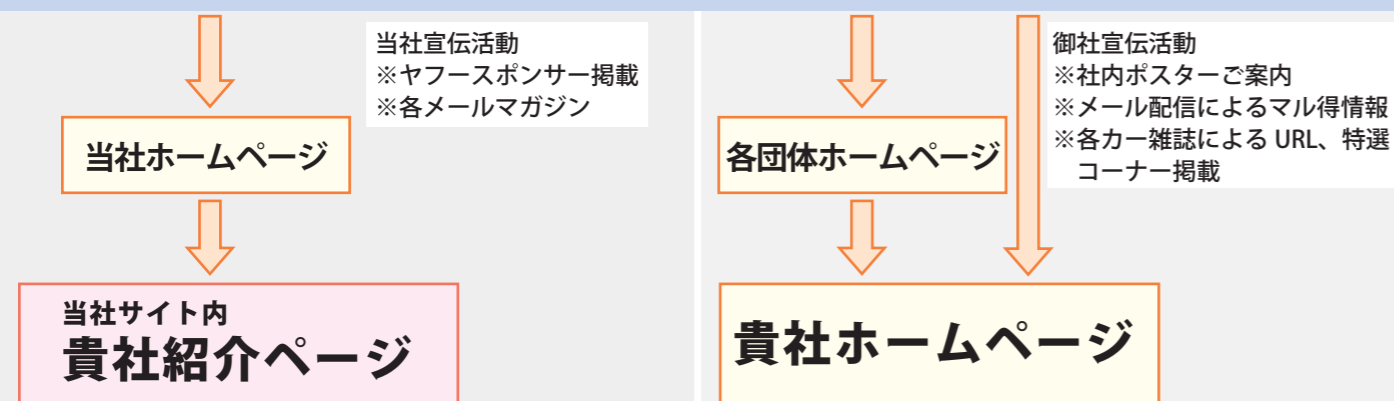 当社宣伝活動
※ヤフースポンサー掲載
※各メールマガジン
当社ホームページ
当社サイト内
貴社紹介ページ
御社宣伝活動
※社内ポスターご案内
※メール配信によるマル得情報
※各カー雑誌による URL、特選
コーナー掲載
各団体ホームページ
貴社ホームページ